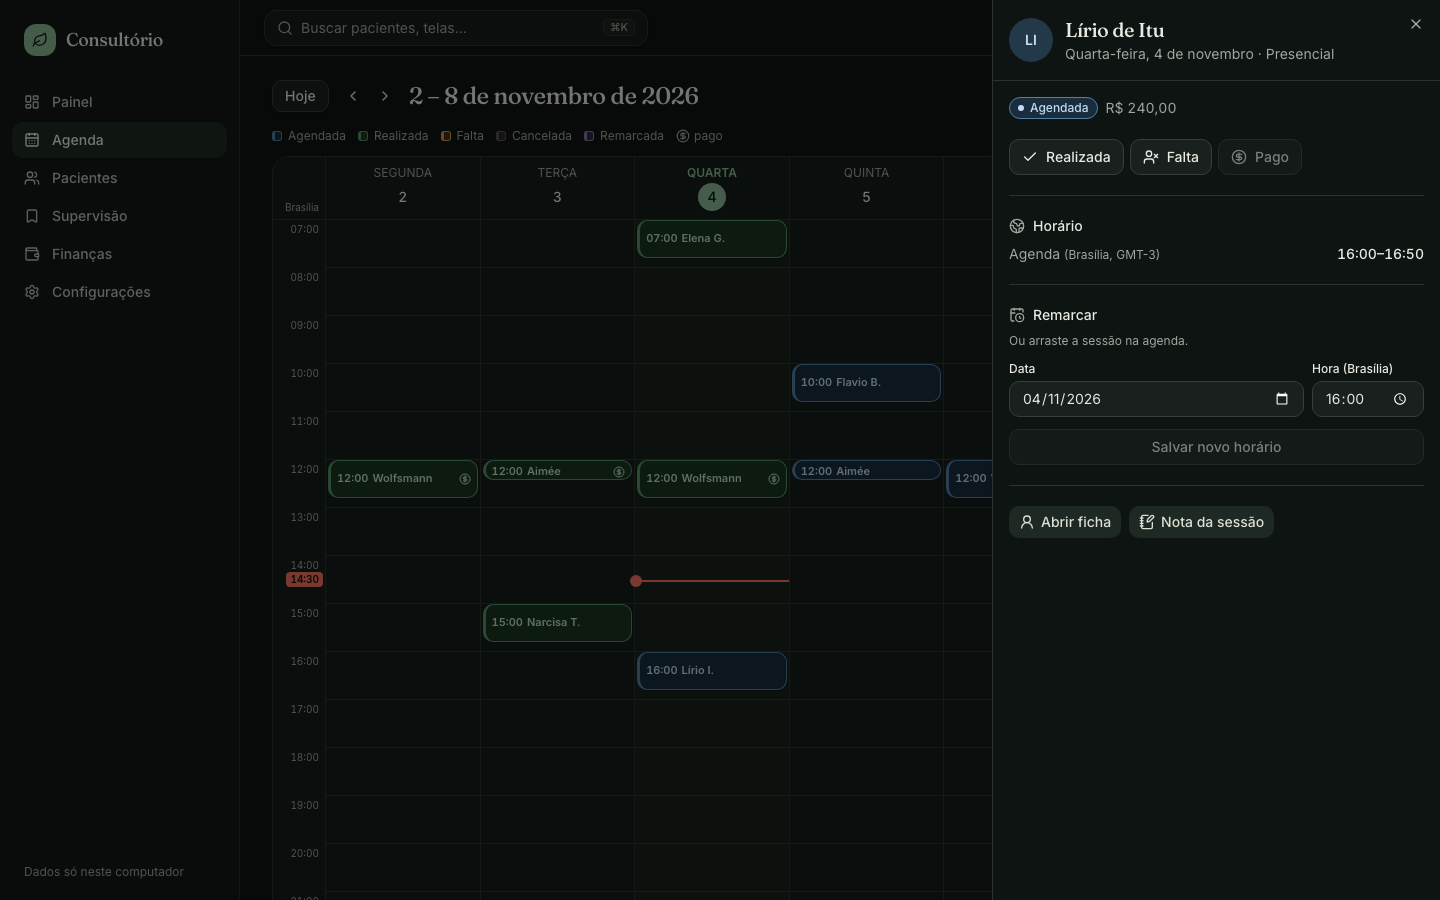 Consultório
Buscar pacientes, telas... ⌘K
Painel
Agenda
Pacientes
Supervisão
Finanças
Configurações
Dados só neste computador
Hoje
2 – 8 de novembro de 2026
Agendada Realizada Falta Cancelada Remarcada pago
SEGUNDA TERÇA QUARTA QUINTA
Brasília 2 3 4 5
07:00
07:00 Elena G.
08:00
09:00
10:00
10:00 Flavio B.
11:00
12:00
12:00 Wolfsmann
12:00 Aimée
12:00 Wolfsmann
12:00 Aimée
12:00
13:00
14:00
14:30
15:00
15:00 Narcisa T.
16:00
16:00 Lírio I.
17:00
18:00
19:00
20:00
LI
Lírio de Itu
Quarta-feira, 4 de novembro · Presencial
Agendada R$ 240,00
Realizada Falta Pago
Horário
Agenda (Brasília, GMT-3) 16:00–16:50
Remarcar
Ou arraste a sessão na agenda.
Data Hora (Brasília)
04/11/2026 16:00
Salvar novo horário
Abrir ficha Nota da sessão